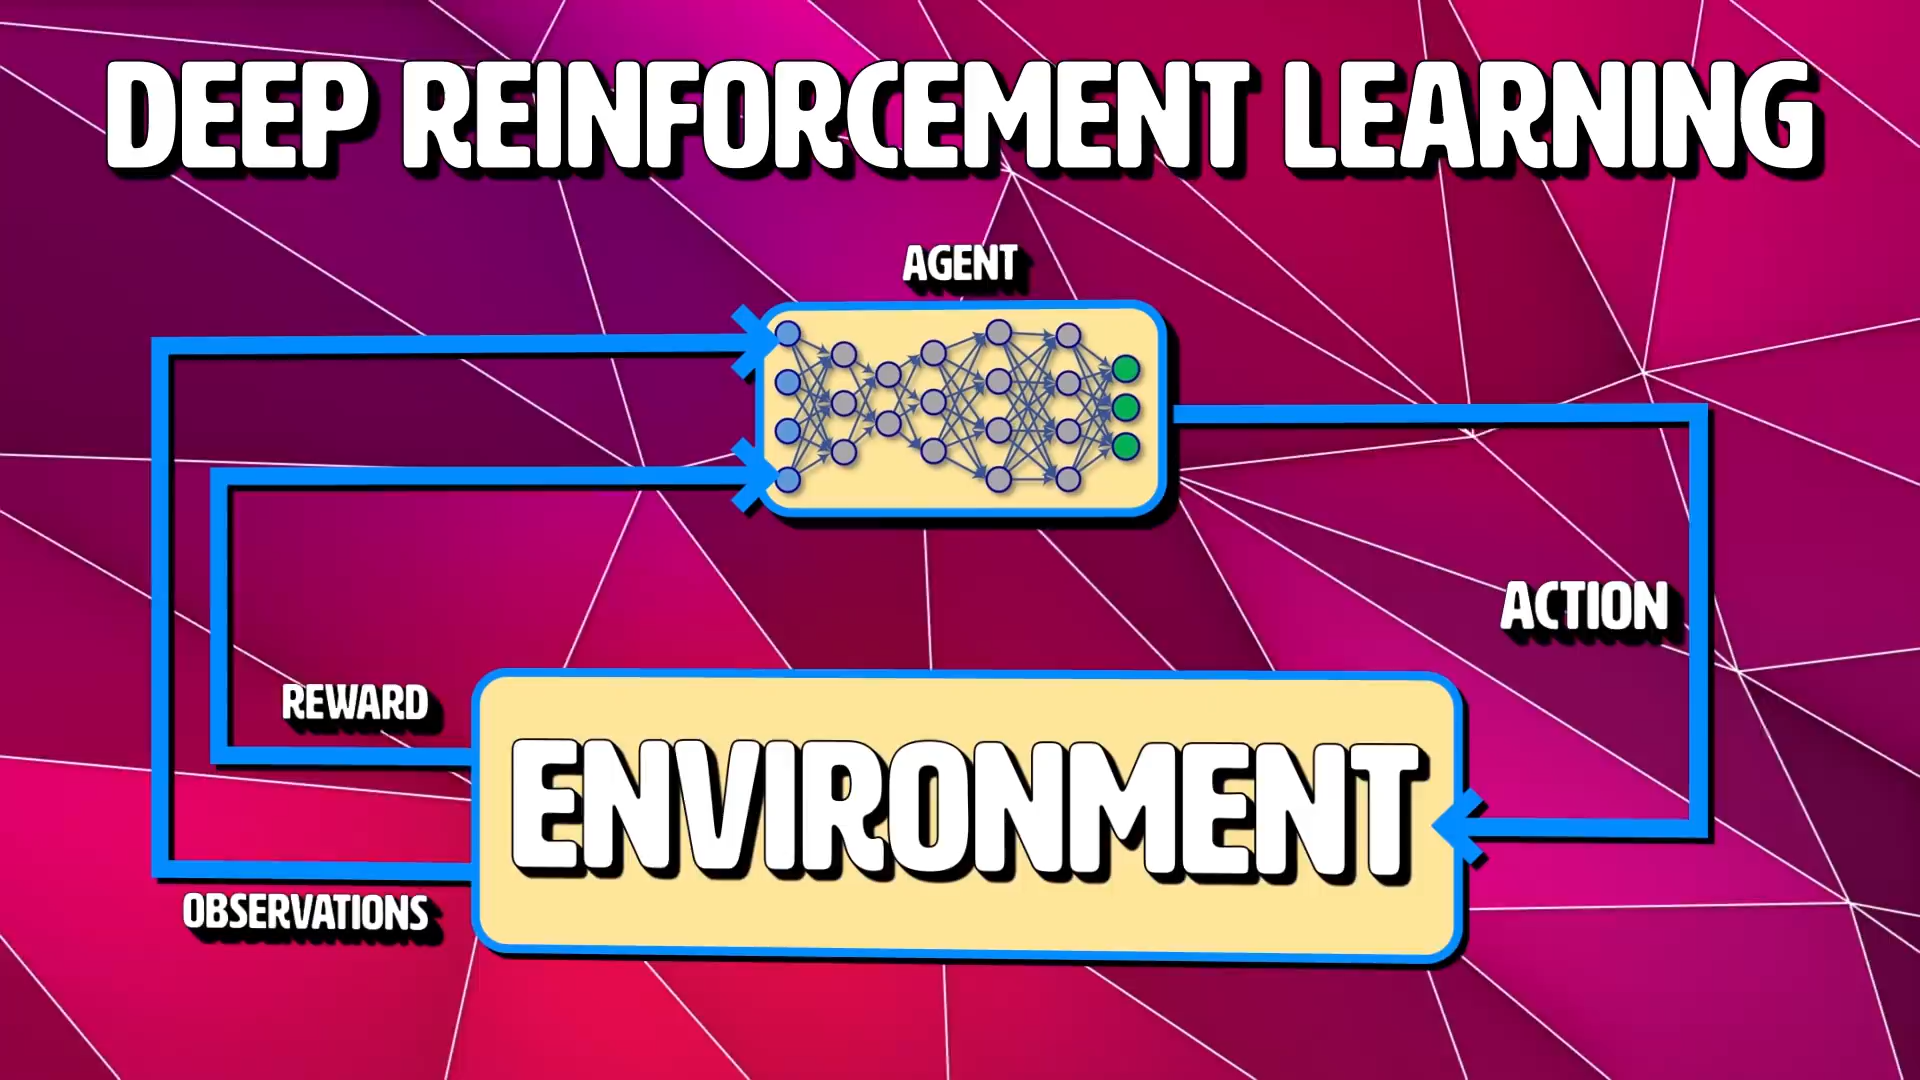 DEEP REINFORCEMENT LEARNING
AGENT
ACTION
REWARD
ENVIRONMENT
OBSERVATIONS